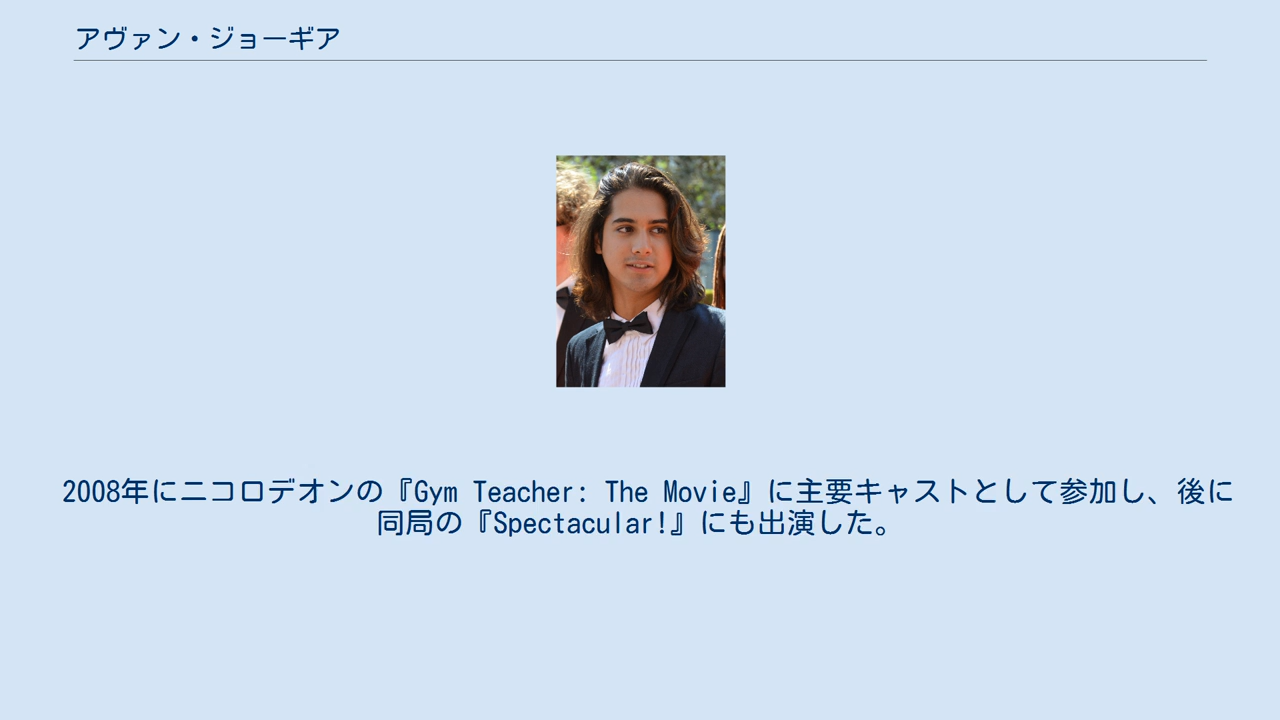 アヴァン・ジョーギア
2008年にニコロデオンの『Gym Teacher: The Movie』に主要キャストとして参加し、後に
同局の『Spectacular!』にも出演した。